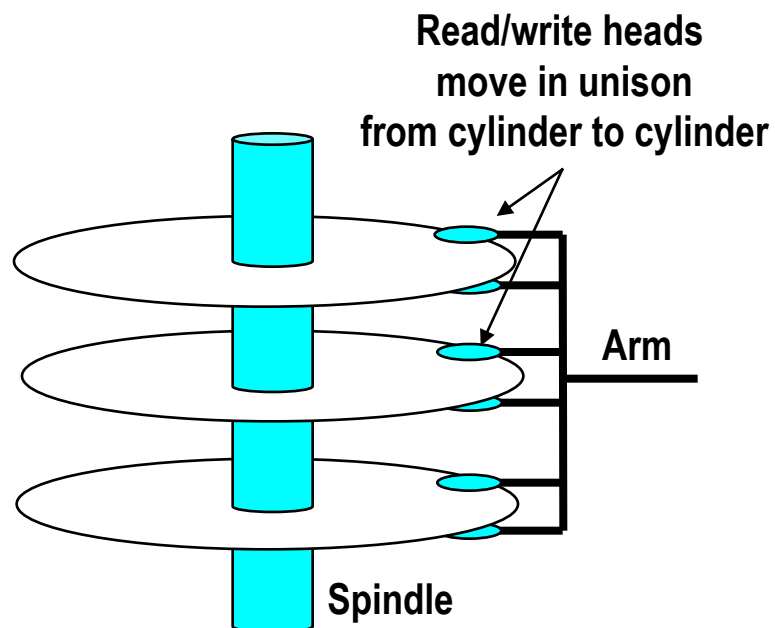 Read/write heads
move in unison
from cylinder to cylinder
Arm
Spindle